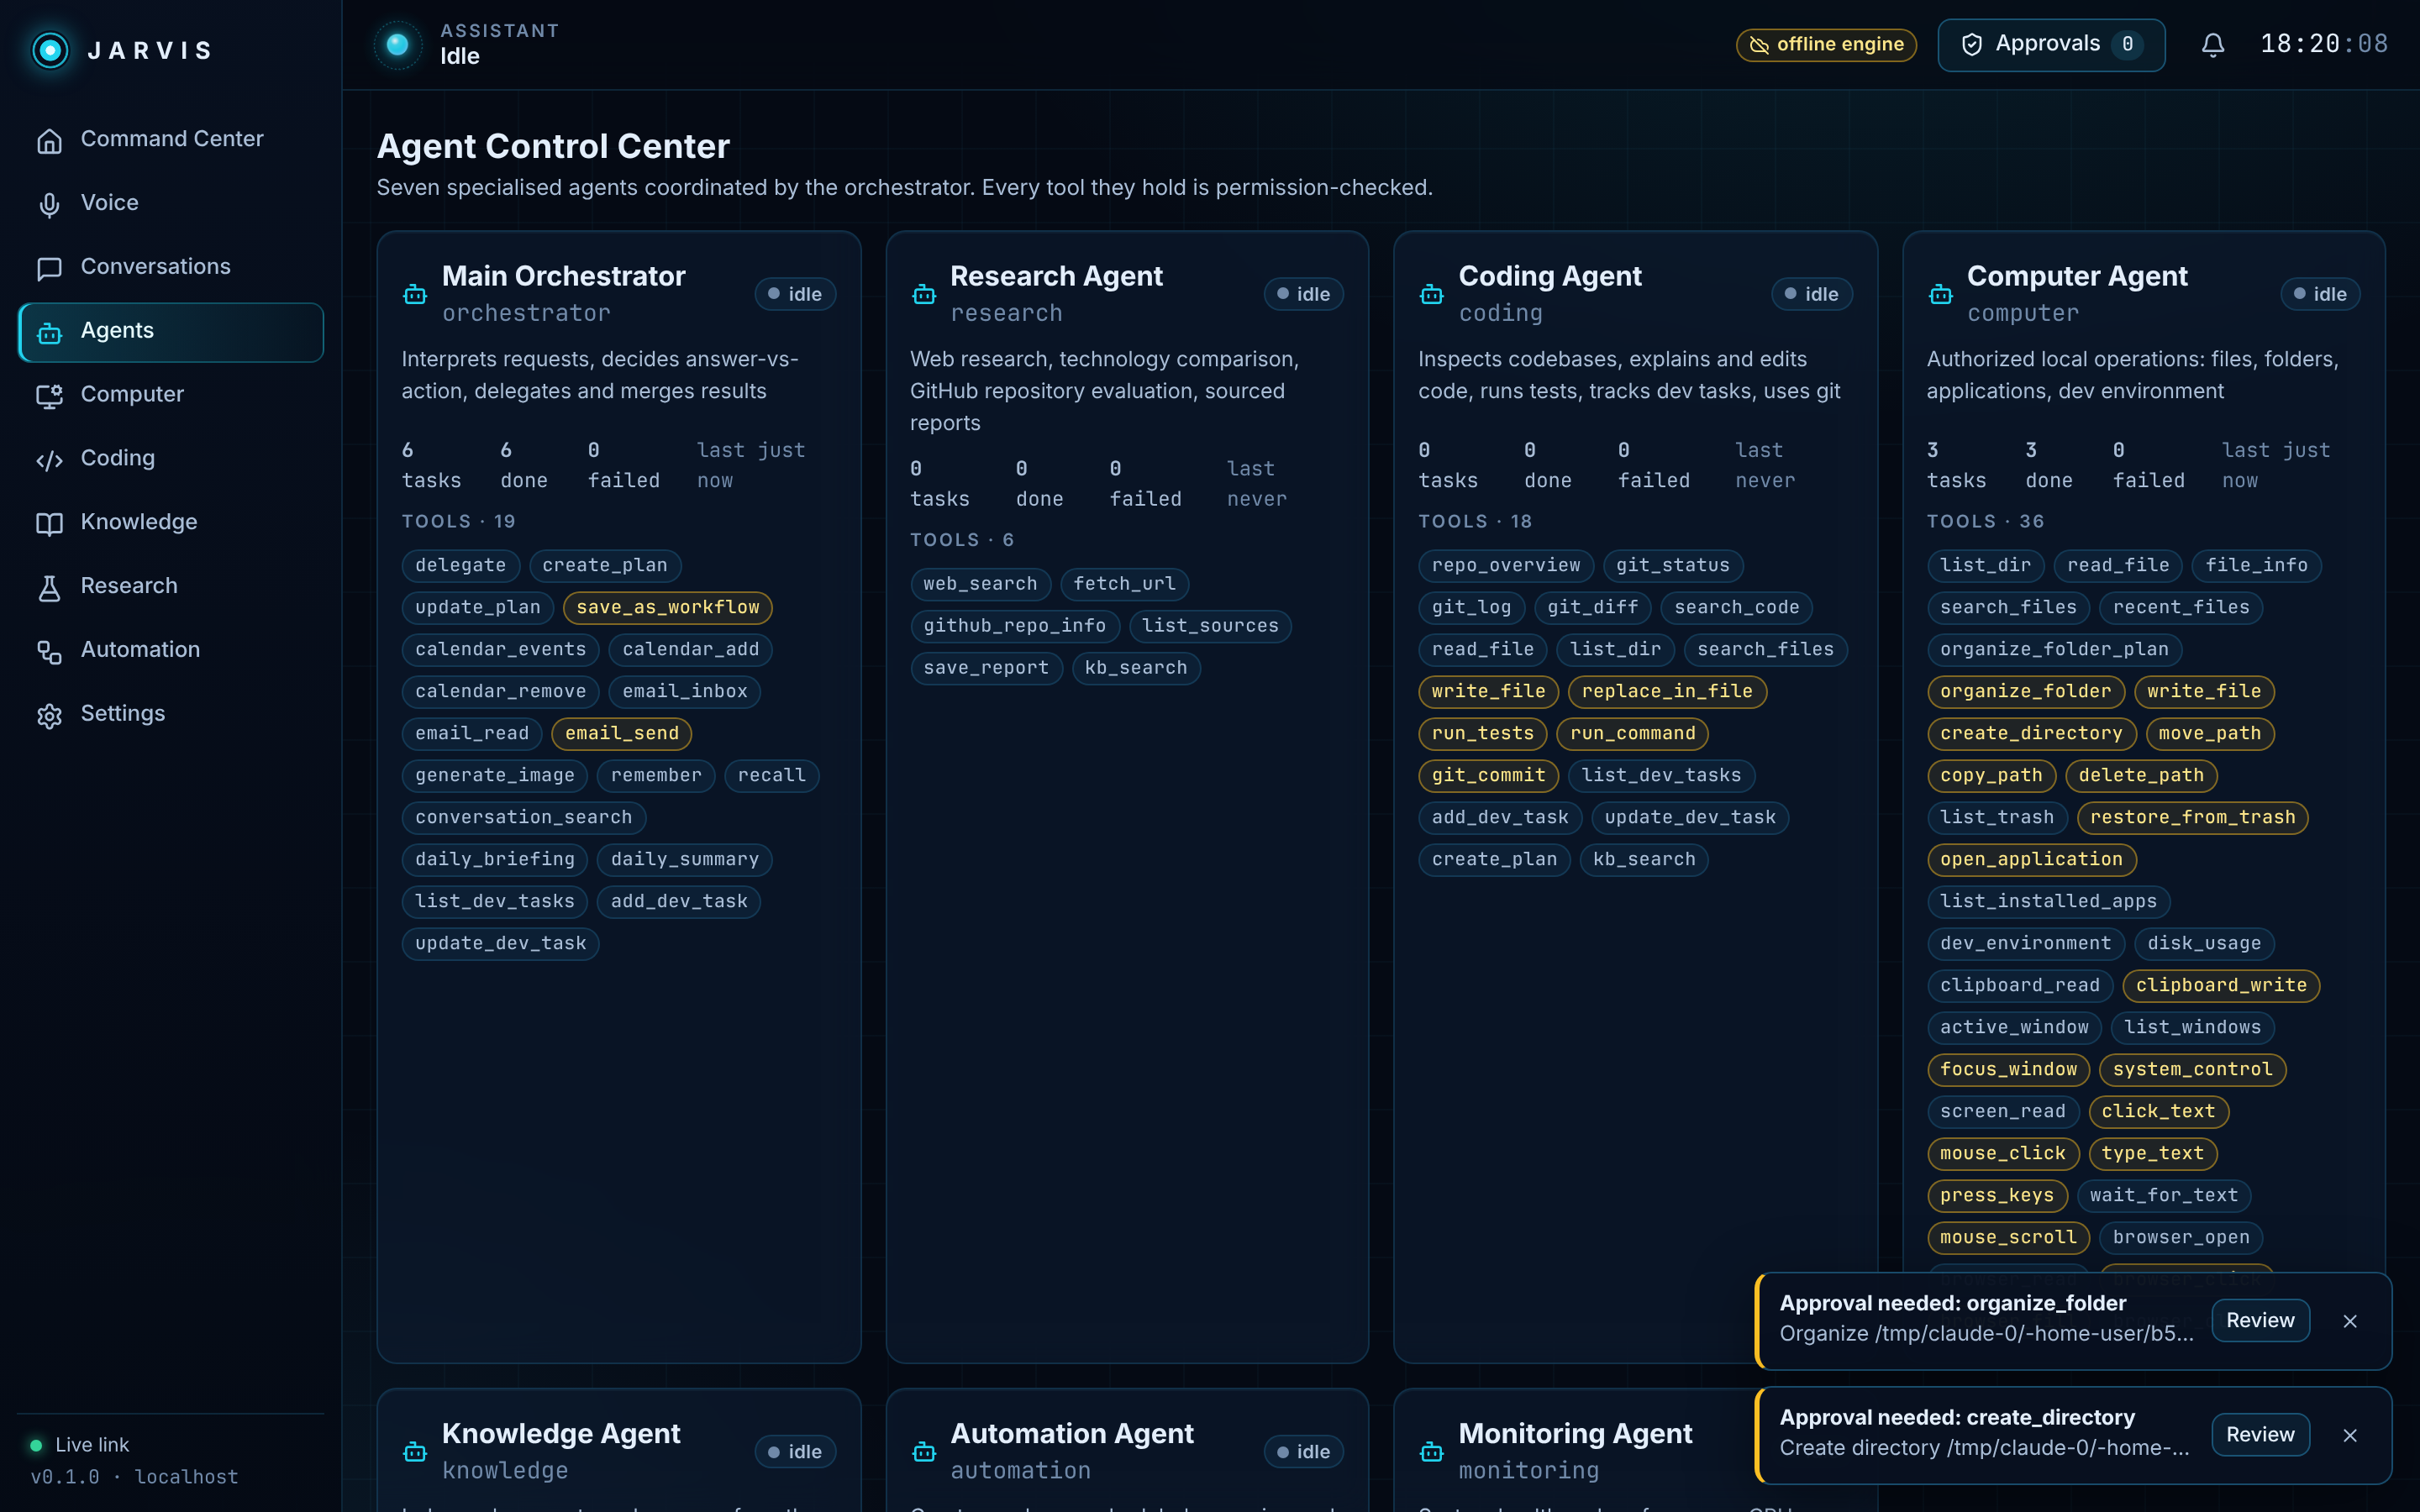 JARVIS
Command Center
Voice
Conversations
Agents
Computer
Coding
Knowledge
Research
Automation
Settings
Live link
v0.1.0 · localhost
ASSISTANT
Idle
offline engine
Approvals 0
18:20:08
Agent Control Center
Seven specialised agents coordinated by the orchestrator. Every tool they hold is permission-checked.
Main Orchestrator
orchestrator
idle
Interprets requests, decides answer-vs-
action, delegates and merges results
6 6 0 last just
tasks done failed now
TOOLS · 19
delegate create_plan
update_plan save_as_workflow
calendar_events calendar_add
calendar_remove email_inbox
email_read email_send
generate_image remember recall
conversation_search
daily_briefing daily_summary
list_dev_tasks add_dev_task
update_dev_task
Research Agent
research
idle
Web research, technology comparison,
GitHub repository evaluation, sourced
reports
0 0 0 last
tasks done failed never
TOOLS · 6
web_search fetch_url
github_repo_info list_sources
save_report kb_search
Coding Agent
coding
idle
Inspects codebases, explains and edits
code, runs tests, tracks dev tasks, uses git
0 0 0 last
tasks done failed never
TOOLS · 18
repo_overview git_status
git_log git_diff search_code
read_file list_dir search_files
write_file replace_in_file
run_tests run_command
git_commit list_dev_tasks
add_dev_task update_dev_task
create_plan kb_search
Computer Agent
computer
idle
Authorized local operations: files, folders,
applications, dev environment
3 3 0 last just
tasks done failed now
TOOLS · 36
list_dir read_file file_info
search_files recent_files
organize_folder_plan
organize_folder write_file
create_directory move_path
copy_path delete_path
list_trash restore_from_trash
open_application
list_installed_apps
dev_environment disk_usage
clipboard_read clipboard_write
active_window list_windows
focus_window system_control
screen_read click_text
mouse_click type_text
press_keys wait_for_text
mouse_scroll browser_open
Knowledge Agent
knowledge
idle
Automation Agent
automation
idle
Monitoring Agent
monitoring
Approval needed: organize_folder
Organize /tmp/claude-0/-home-user/b5...
Review
Approval needed: create_directory
Create directory /tmp/claude-0/-home-...
Review